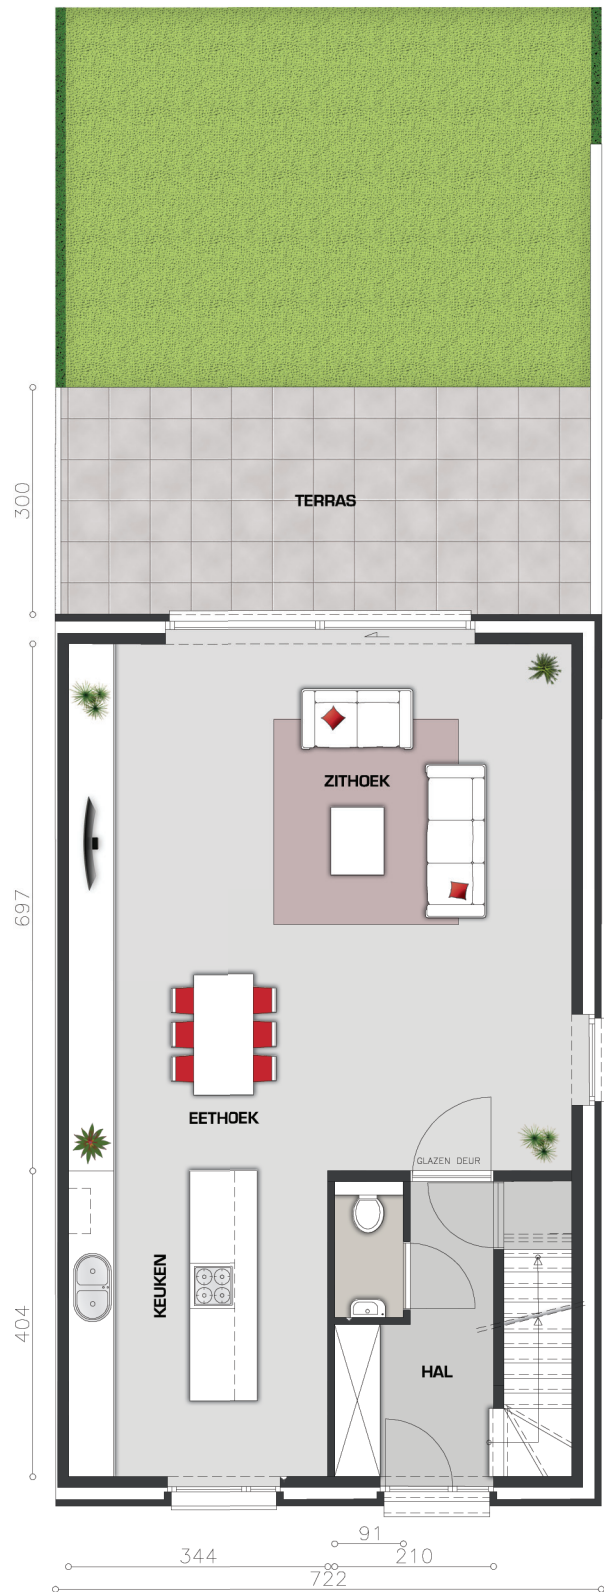 300
TERRAS
ZITHOEK
697
EETHOEK
GLAZEN DEUR
KEUKEN
404
HAL
91
344
210
722